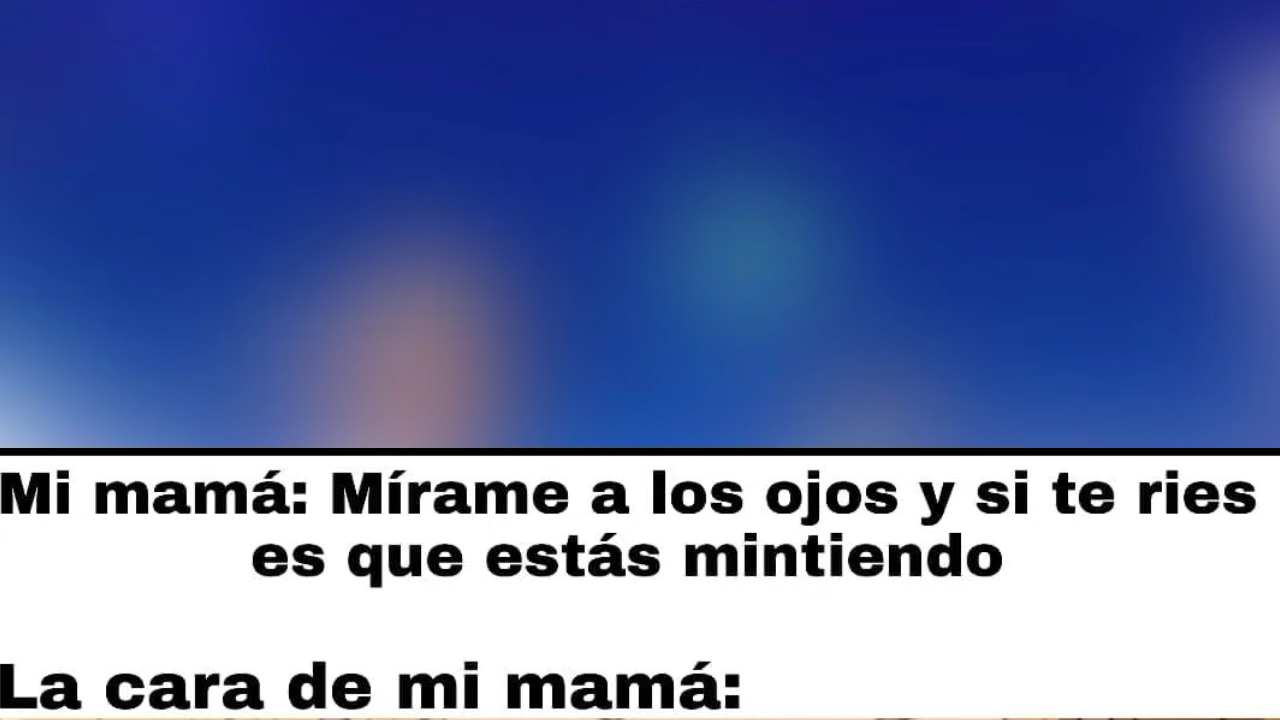 Mi mamá: Mírame a los ojos y si te ries
es que estás mintiendo
La cara de mi mamá: